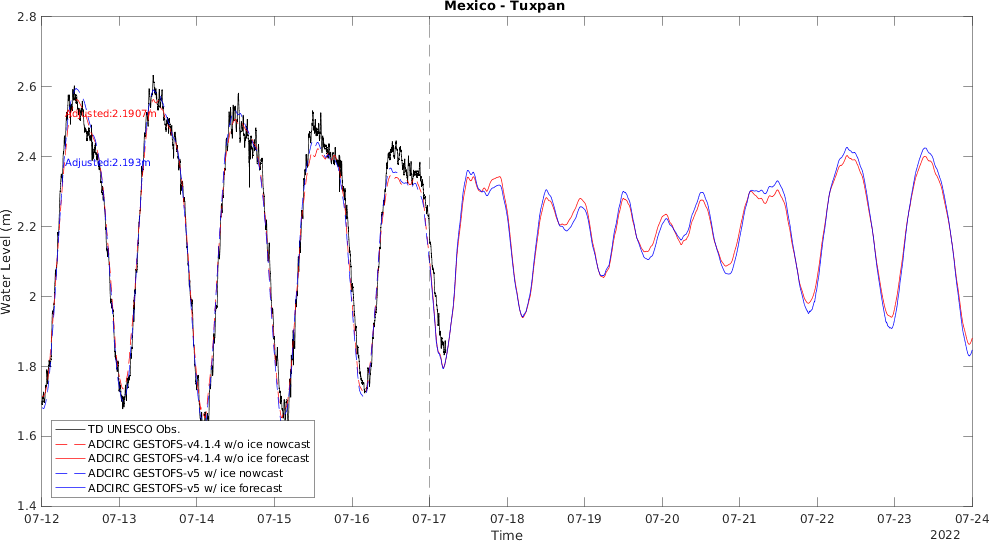 Mexico - Tuxpan
2.8
2.6
2.4
2.2
2
1.8
1.6
1.4
Water Level (m)
Adjusted:2.1907m
Adjusted:2.193m
TD UNESCO Obs.
ADCIRC GESTOFS-v4.1.4 w/o ice nowcast
ADCIRC GESTOFS-v4.1.4 w/o ice forecast
ADCIRC GESTOFS-v5 w/ ice nowcast
ADCIRC GESTOFS-v5 w/ ice forecast
07-12 07-13 07-14 07-15 07-16 07-17 07-18 07-19 07-20 07-21 07-22 07-23 07-24
Time
2022